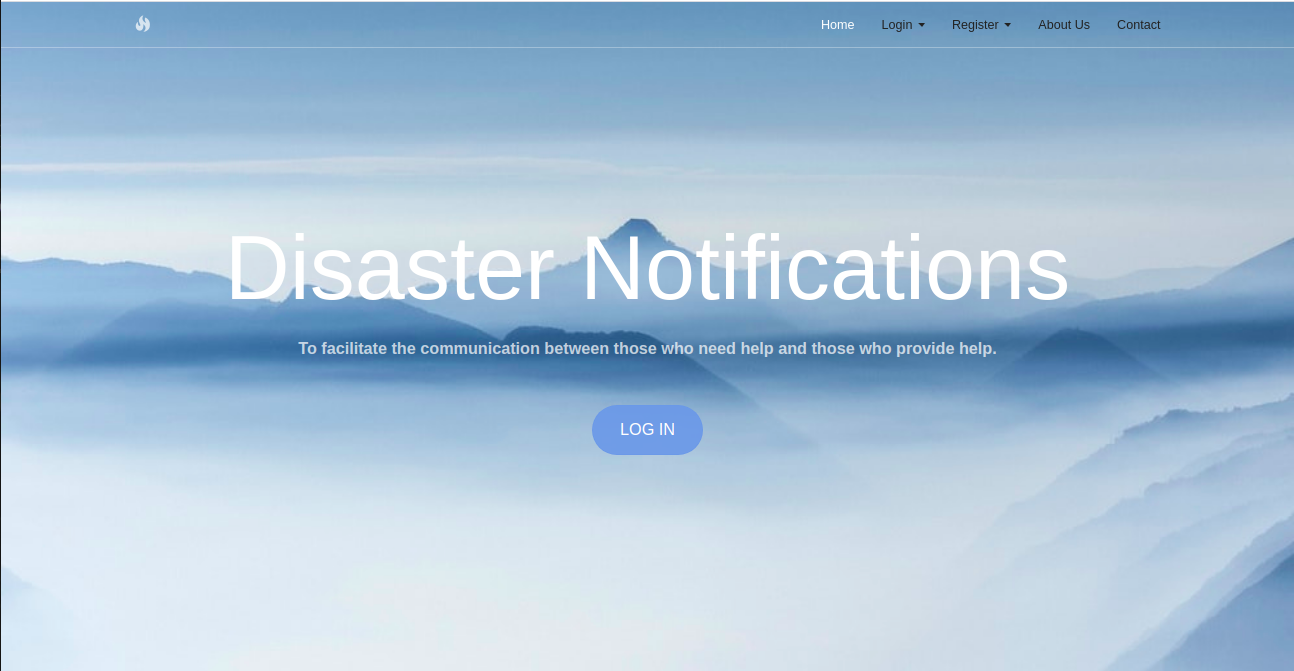 Home Login Register About Us Contact
Disaster Notifications
To facilitate the communication between those who need help and those who provide help.
LOG IN